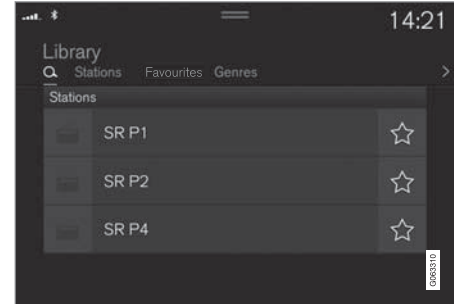 14:21
Library
Stations Favourites Genres
Stations
SR P1
SR P2
SR P4
G063310